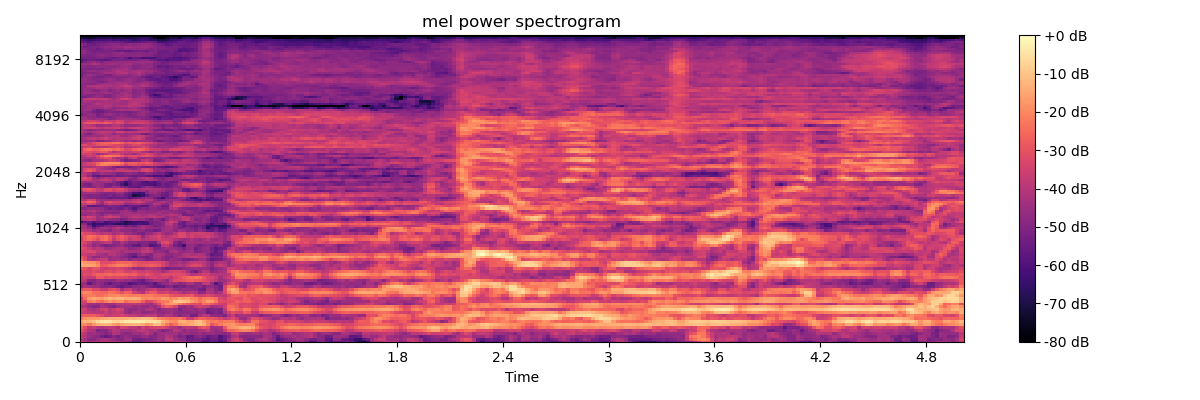 mel power spectrogram
Hz
8192
4096
2048
1024
512
0
0 0.6 1.2 1.8 2.4 3 3.6 4.2 4.8
Time
+0 dB
-10 dB
-20 dB
-30 dB
-40 dB
-50 dB
-60 dB
-70 dB
-80 dB